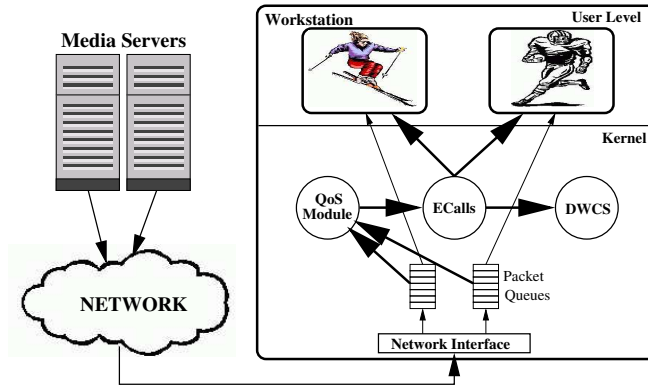 Media Servers
NETWORK
Workstation
User Level
Kernel
QoS
Module
ECalls
DWCS
Packet
Queues
Network Interface